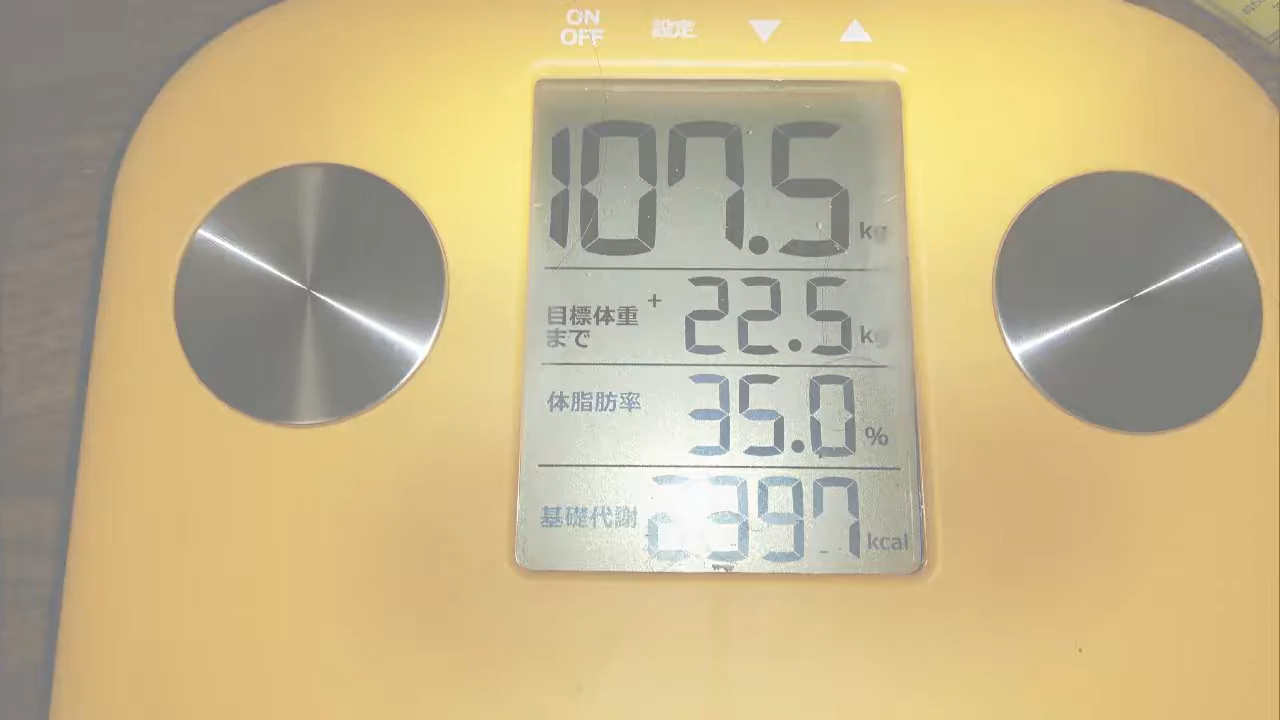 ON
OFF
設定
▼
▲
107.5 kg
目標体重
まで
+ 22.5 kg
体脂肪率 35.0 %
基礎代謝 2397 kcal